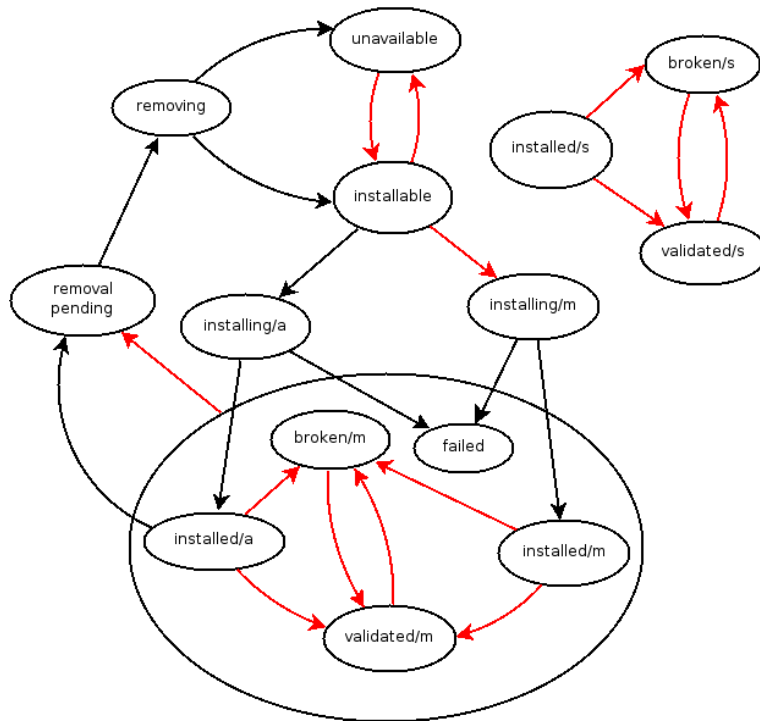 unavailable
broken/s
removing
installed/s
installable
validated/s
removal
pending
installing/m
installing/a
broken/m
failed
installed/a
installed/m
validated/m